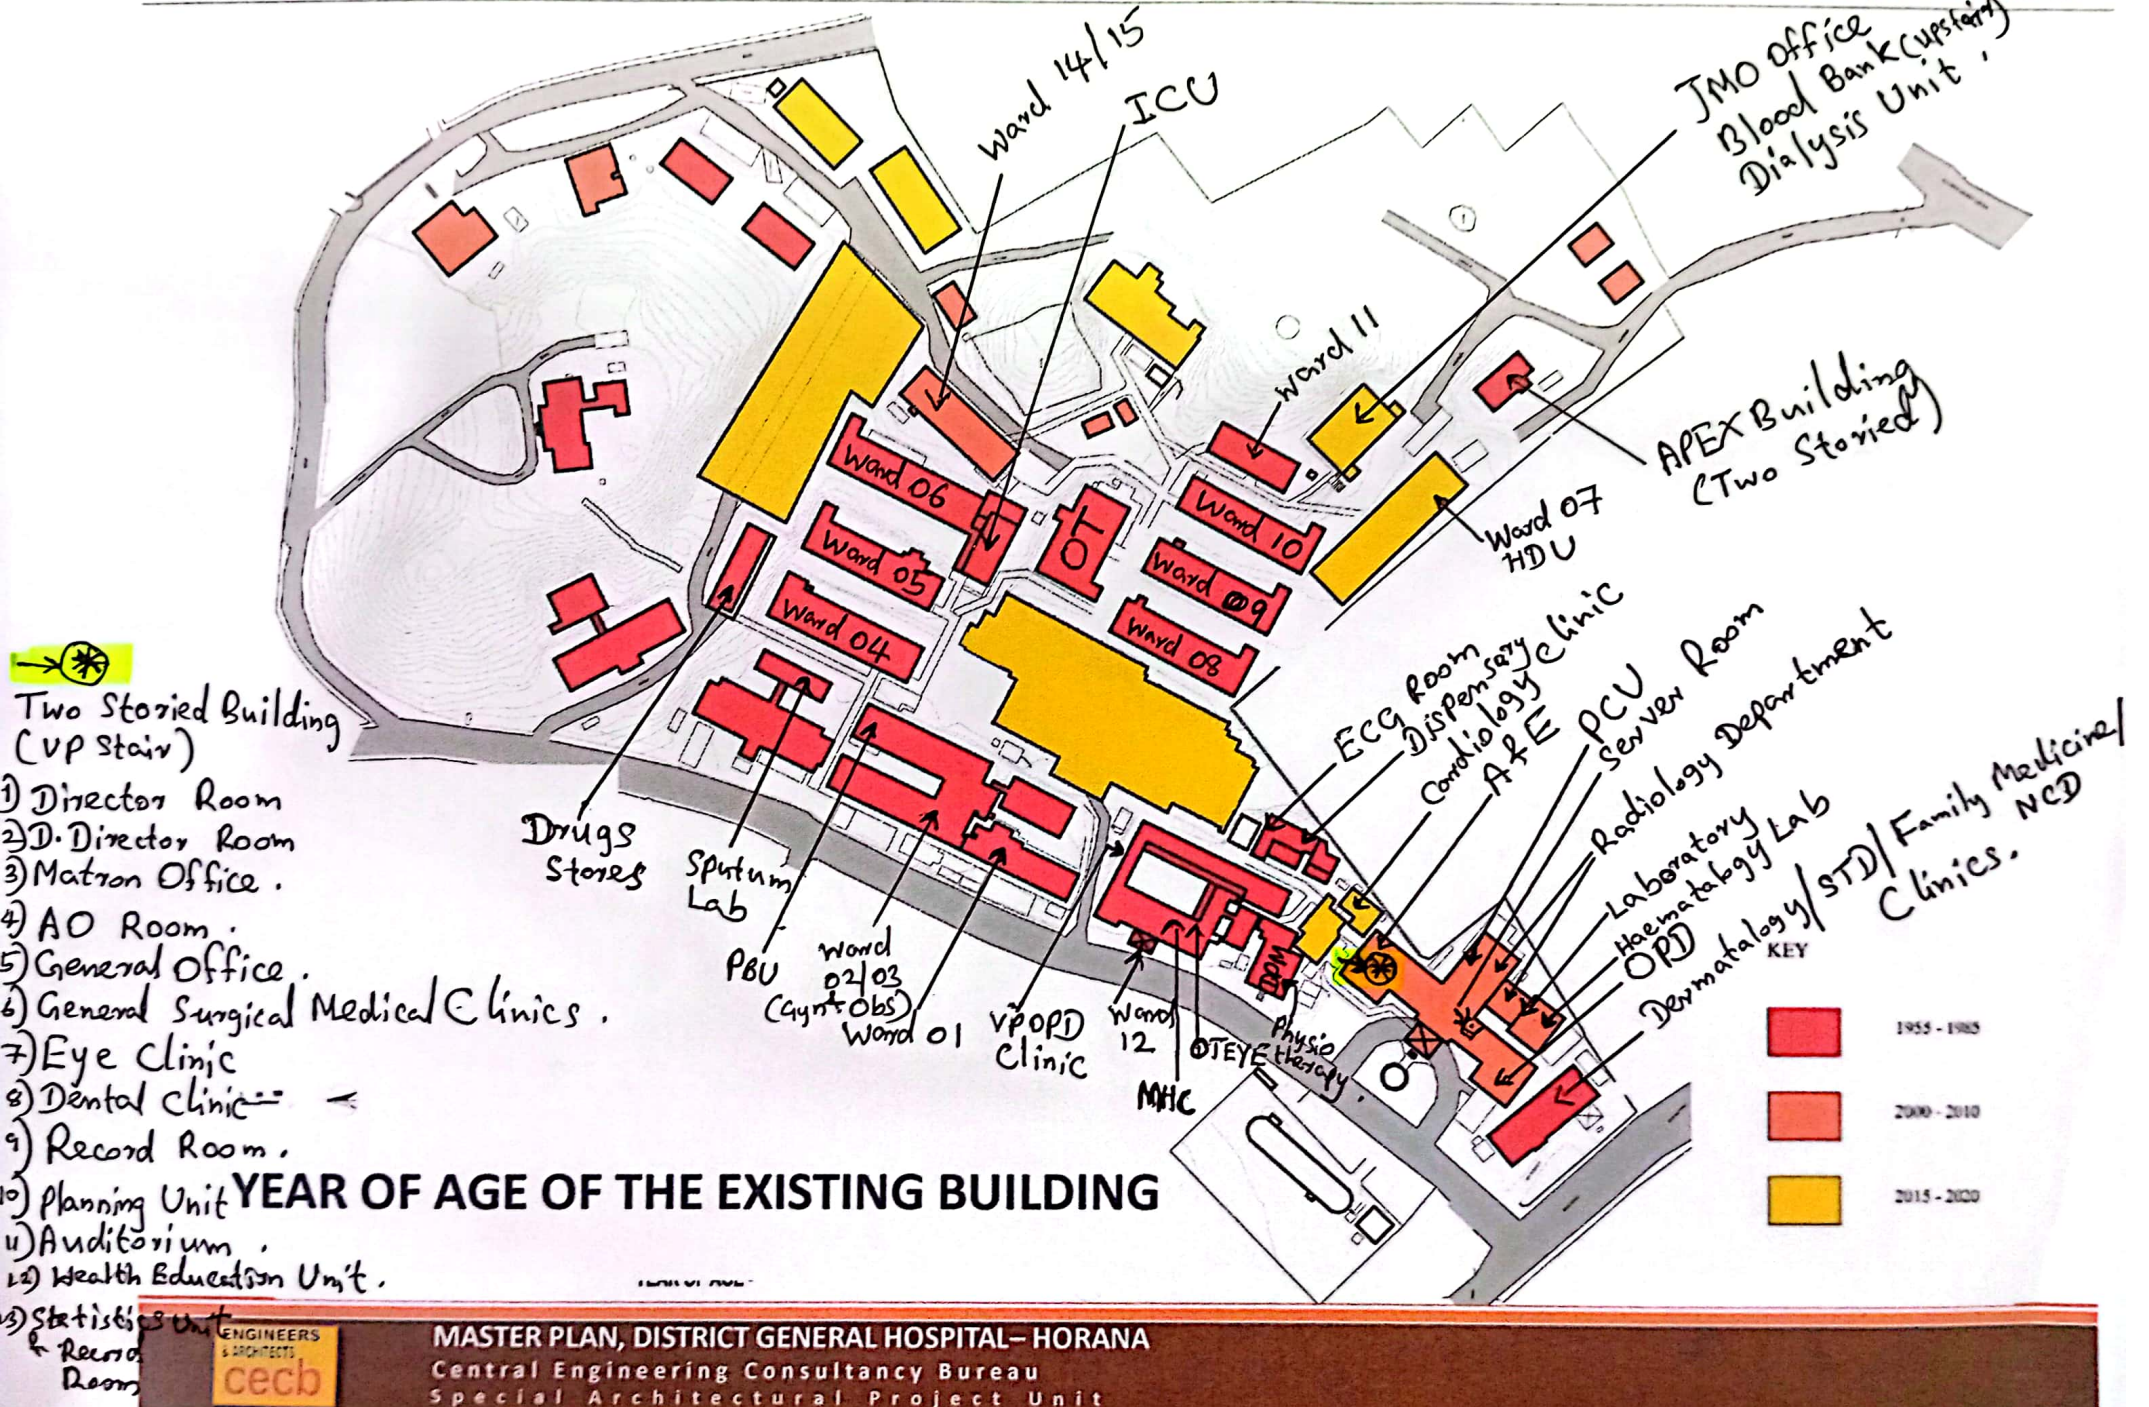 Ward 14/15
ICU
JMO Office
Blood Bank (upstair)
Dialysis Unit.
Ward 11
APEX Building
(Two Storied)
Ward 07
HDU
Ward 06
Ward 05
Ward 04
OT
Ward 10
Ward 09
Ward 08
ECG Room
Dispensary
Cardiology Clinic
A & E
PCU
Server Room
Radiology Department
Laboratory
Haematalogy Lab
OPD
Dermatalogy/STD/Family Medicine/
NCD
Clinics.
Drugs
Stores
Sputum
Lab
PBU
Ward
02/03
(Gyn+Obs)
Ward 01
VPOPD
Clinic
Ward
12
MHC
OTEYE
Physio
therapy.
Two Storied Building
(UP Stair)
1) Director Room
2) D.Director Room
3) Matron Office.
4) AO Room.
5) General Office.
6) General Surgical Medical Clinics.
7) Eye Clinic
8) Dental Clinic
9) Record Room.
10) Planning Unit
11) Auditorium.
12) Health Education Unit.
13) Statistics Unit
Record
Room
KEY
1955 - 1985
2000 - 2010
2015 - 2020
YEAR OF AGE OF THE EXISTING BUILDING
ENGINEERS
& ARCHITECTS
cecb
MASTER PLAN, DISTRICT GENERAL HOSPITAL– HORANA
Central Engineering Consultancy Bureau
Special Architectural Project Unit